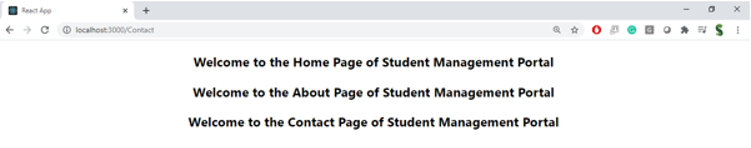 React App
localhost:3000/Contact
Welcome to the Home Page of Student Management Portal
Welcome to the About Page of Student Management Portal
Welcome to the Contact Page of Student Management Portal